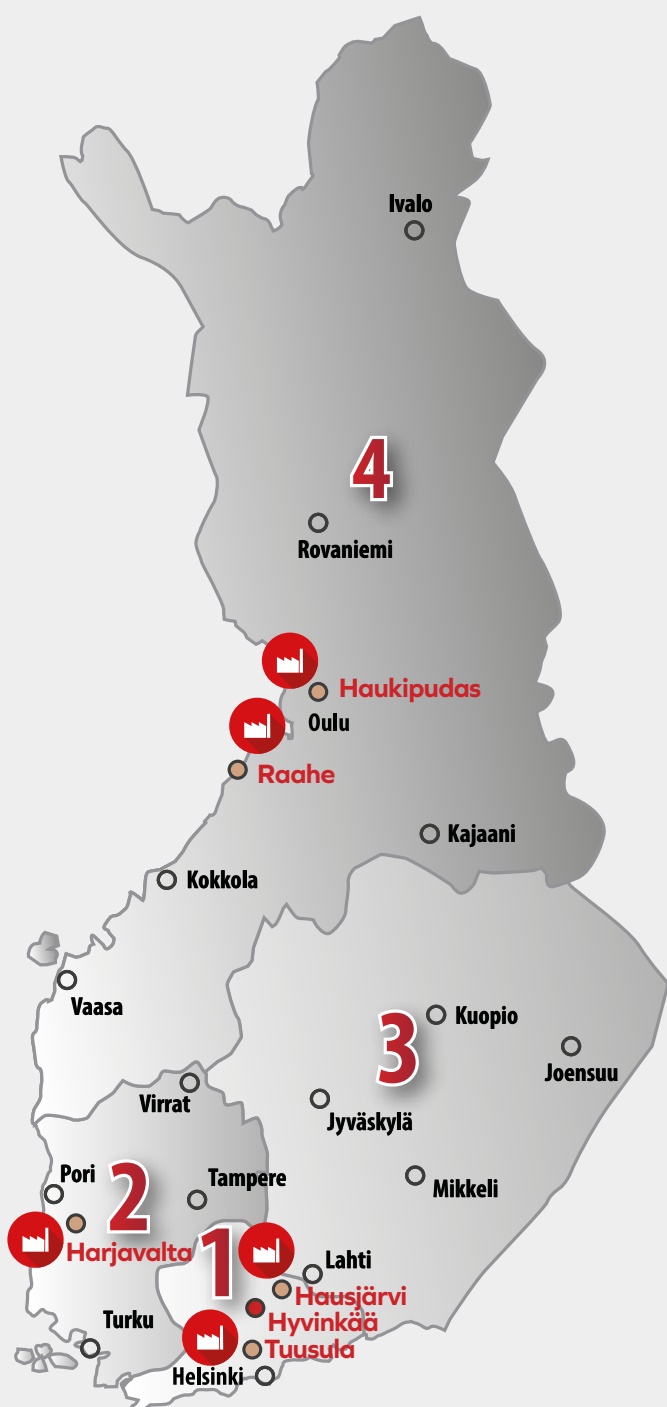 Ivalo
4
Rovaniemi
Haukipudas
Oulu
Raahe
Kajaani
Kokkola
Vaasa
Kuopio
3
Joensuu
Virrat
Jyväskylä
Pori
2
Tampere
Mikkeli
Harjavalta
1
Lahti
Hausjärvi
Hyvinkää
Turku
Tuusula
Helsinki